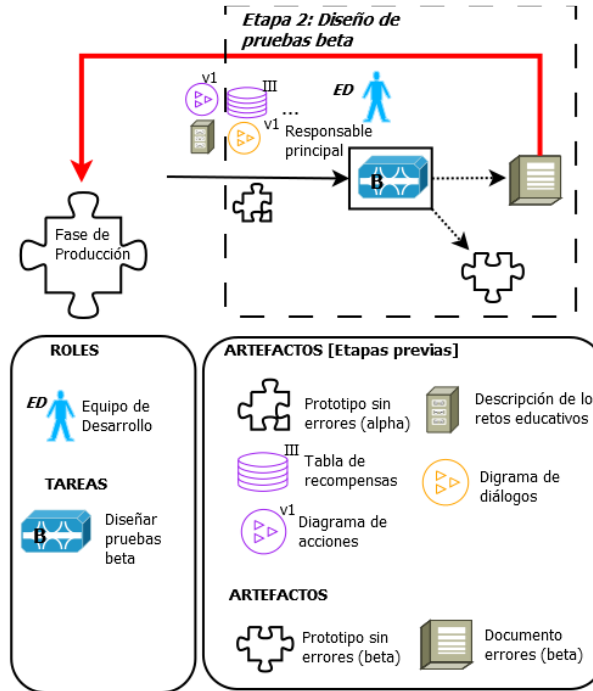 Etapa 2: Diseño de
pruebas beta
v1
III
...
ED
v1
Responsable
principal
B
Fase de
Producción
ROLES
ED
Equipo de
Desarrollo
TAREAS
B
Diseñar
pruebas
beta
ARTEFACTOS [Etapas previas]
Prototipo sin
errores (alpha)
Descripción de lo
retos educativos
III
Tabla de
recompensas
Digrama de
diálogos
v1
Diagrama de
acciones
ARTEFACTOS
Prototipo sin
errores (beta)
Documento
errores (beta)